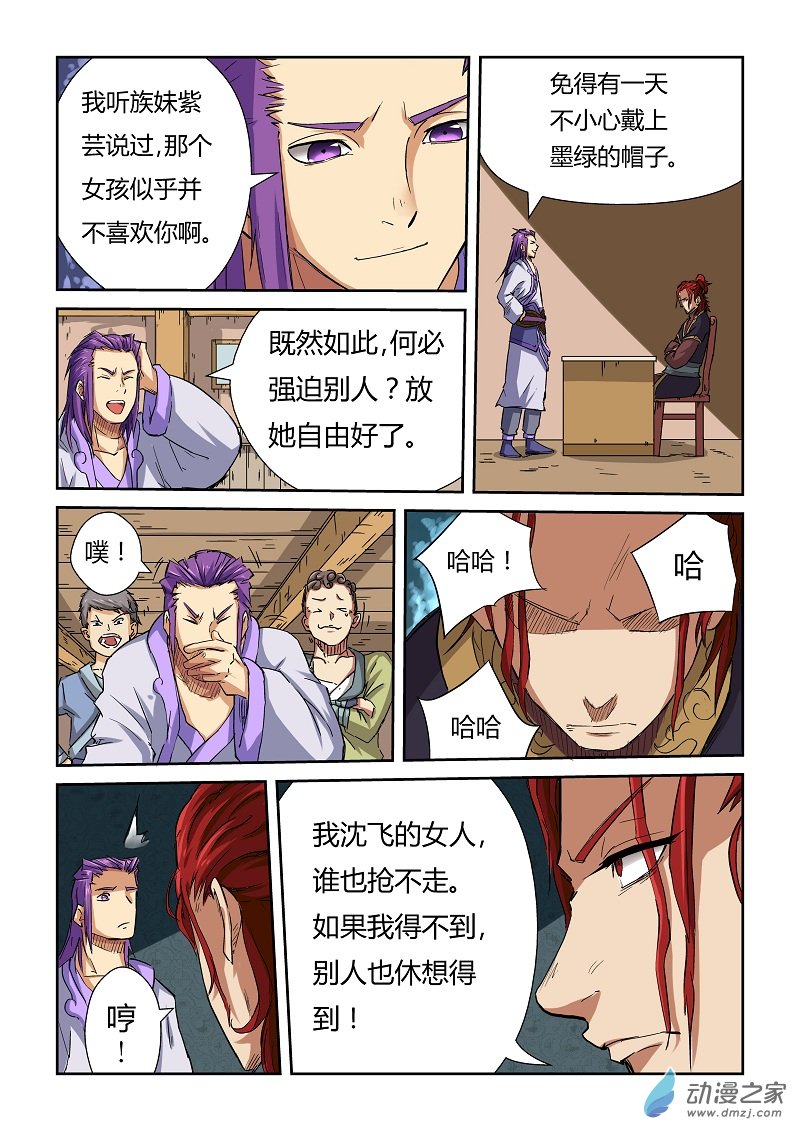 我听族妹紫
芸说过，那个
女孩似乎并
不喜欢你啊。
免得有一天
不小心戴上
墨绿的帽子。
既然如此，何必
强迫别人？放
她自由好了。
噗！
哈哈！
哈
哈哈
哼！
我沈飞的女人，
谁也抢不走。
如果我得不到，
别人也休想得
到！
动漫之家
www.dmzj.com